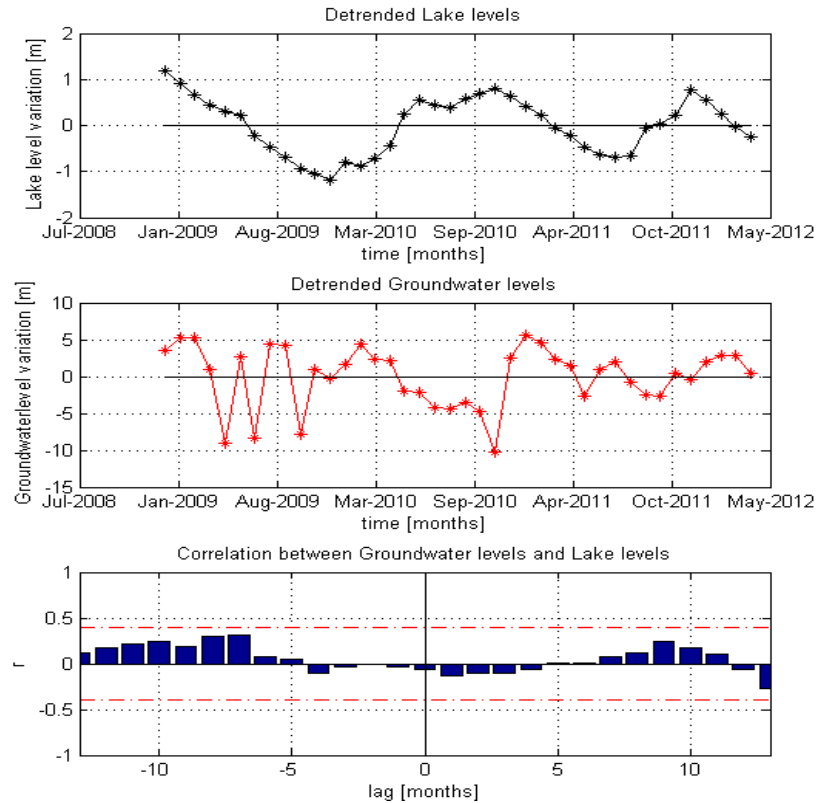 Detrended Lake levels
Lake level variation [m]
2
1
0
-1
-2
Jul-2008 Jan-2009 Aug-2009 Mar-2010 Sep-2010 Apr-2011 Oct-2011 May-2012
time [months]
Detrended Groundwater levels
Groundwaterlevel variation [m]
10
5
0
-5
-10
-15
Jul-2008 Jan-2009 Aug-2009 Mar-2010 Sep-2010 Apr-2011 Oct-2011 May-2012
time [months]
Correlation between Groundwater levels and Lake levels
r
1
0.5
0
-0.5
-1
-10 -5 0 5 10
lag [months]